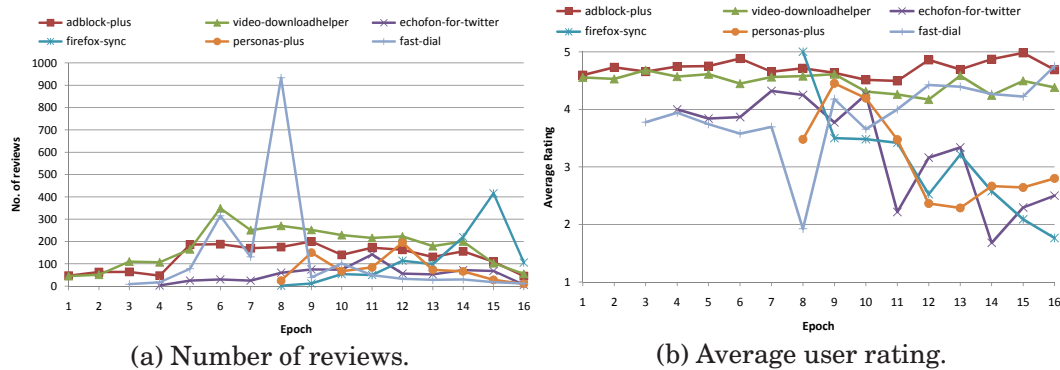 adblock-plus video-downloadhelper echofon-for-twitter
firefox-sync personas-plus fast-dial
No. of reviews
1000
900
800
700
600
500
400
300
200
100
0
1 2 3 4 5 6 7 8 9 10 11 12 13 14 15 16
Epoch
(a) Number of reviews.
adblock-plus video-downloadhelper echofon-for-twitter
firefox-sync personas-plus fast-dial
Average Rating
5
4
3
2
1
1 2 3 4 5 6 7 8 9 10 11 12 13 14 15 16
Epoch
(b) Average user rating.